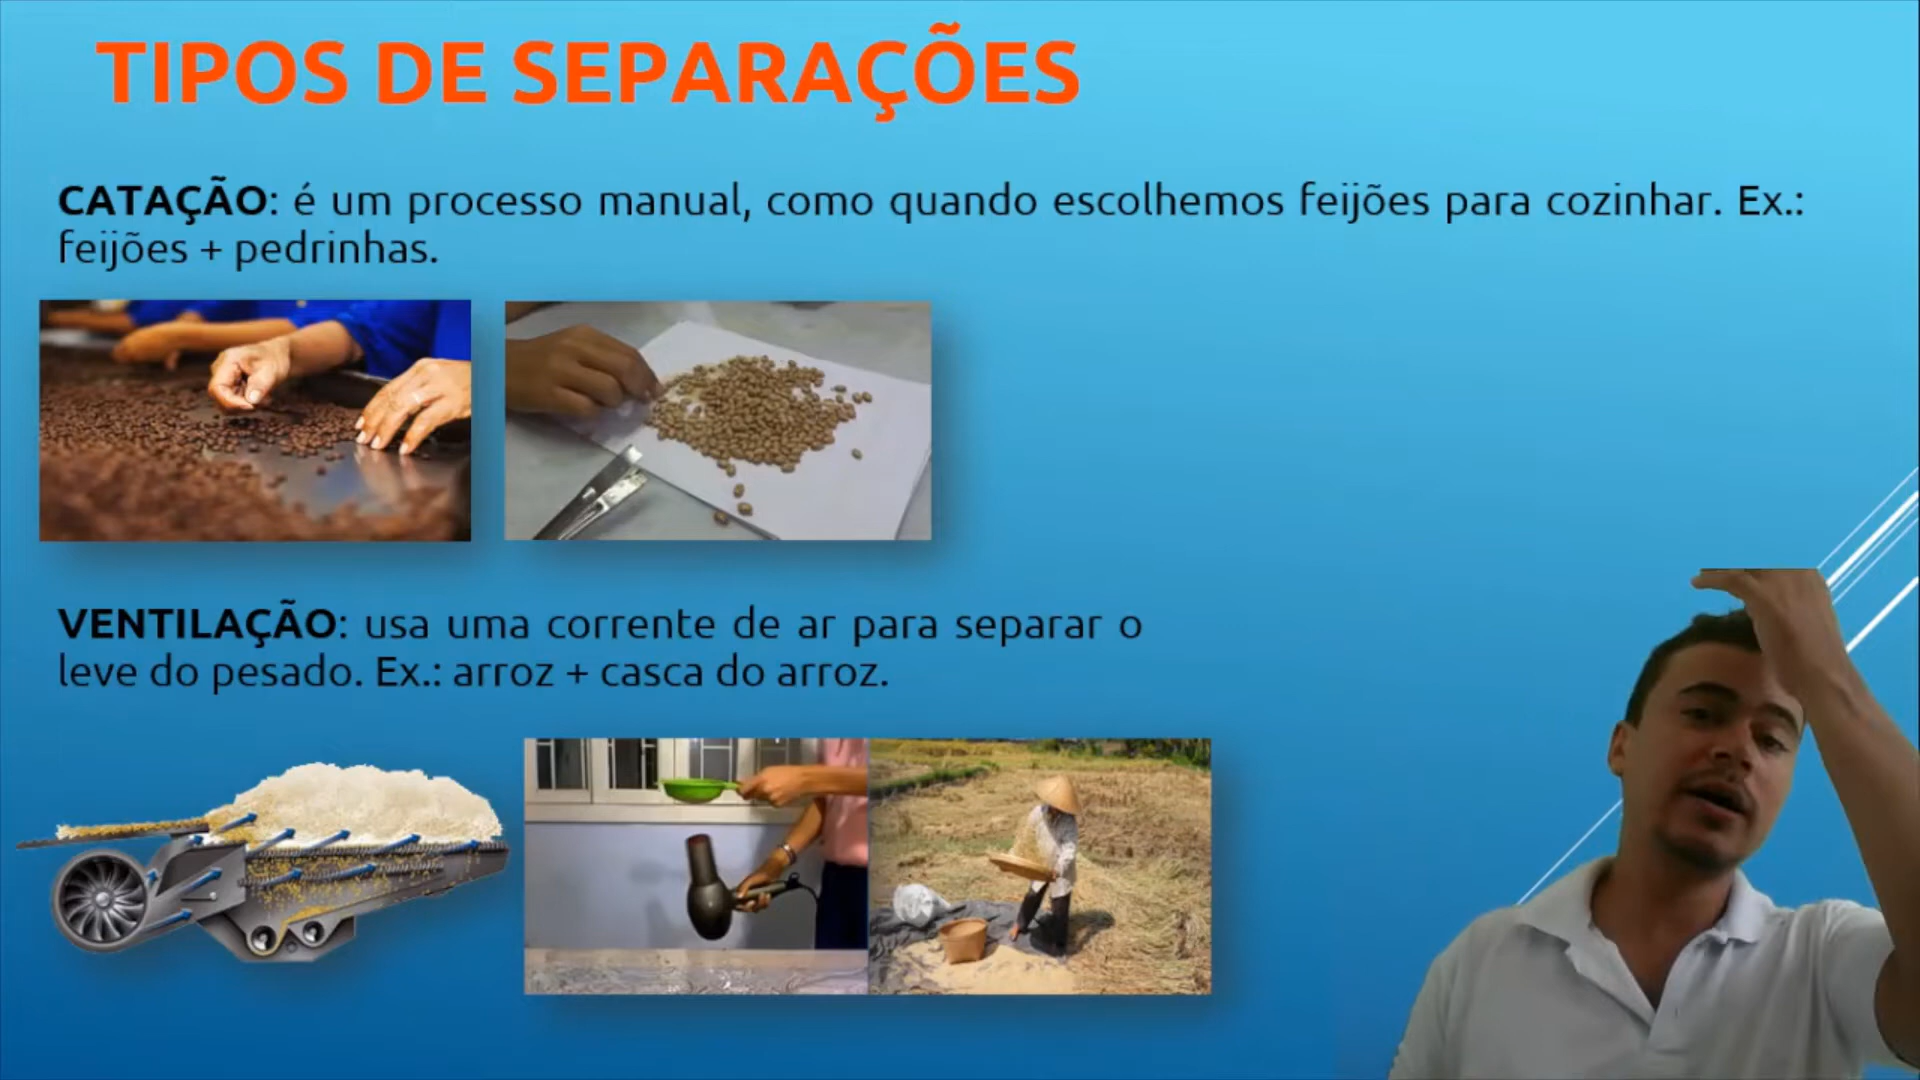 TIPOS DE SEPARAÇÕES
CATAÇÃO: é um processo manual, como quando escolhemos feijões para cozinhar. Ex.:
feijões + pedrinhas.
VENTILAÇÃO: usa uma corrente de ar para separar o
leve do pesado. Ex.: arroz + casca do arroz.